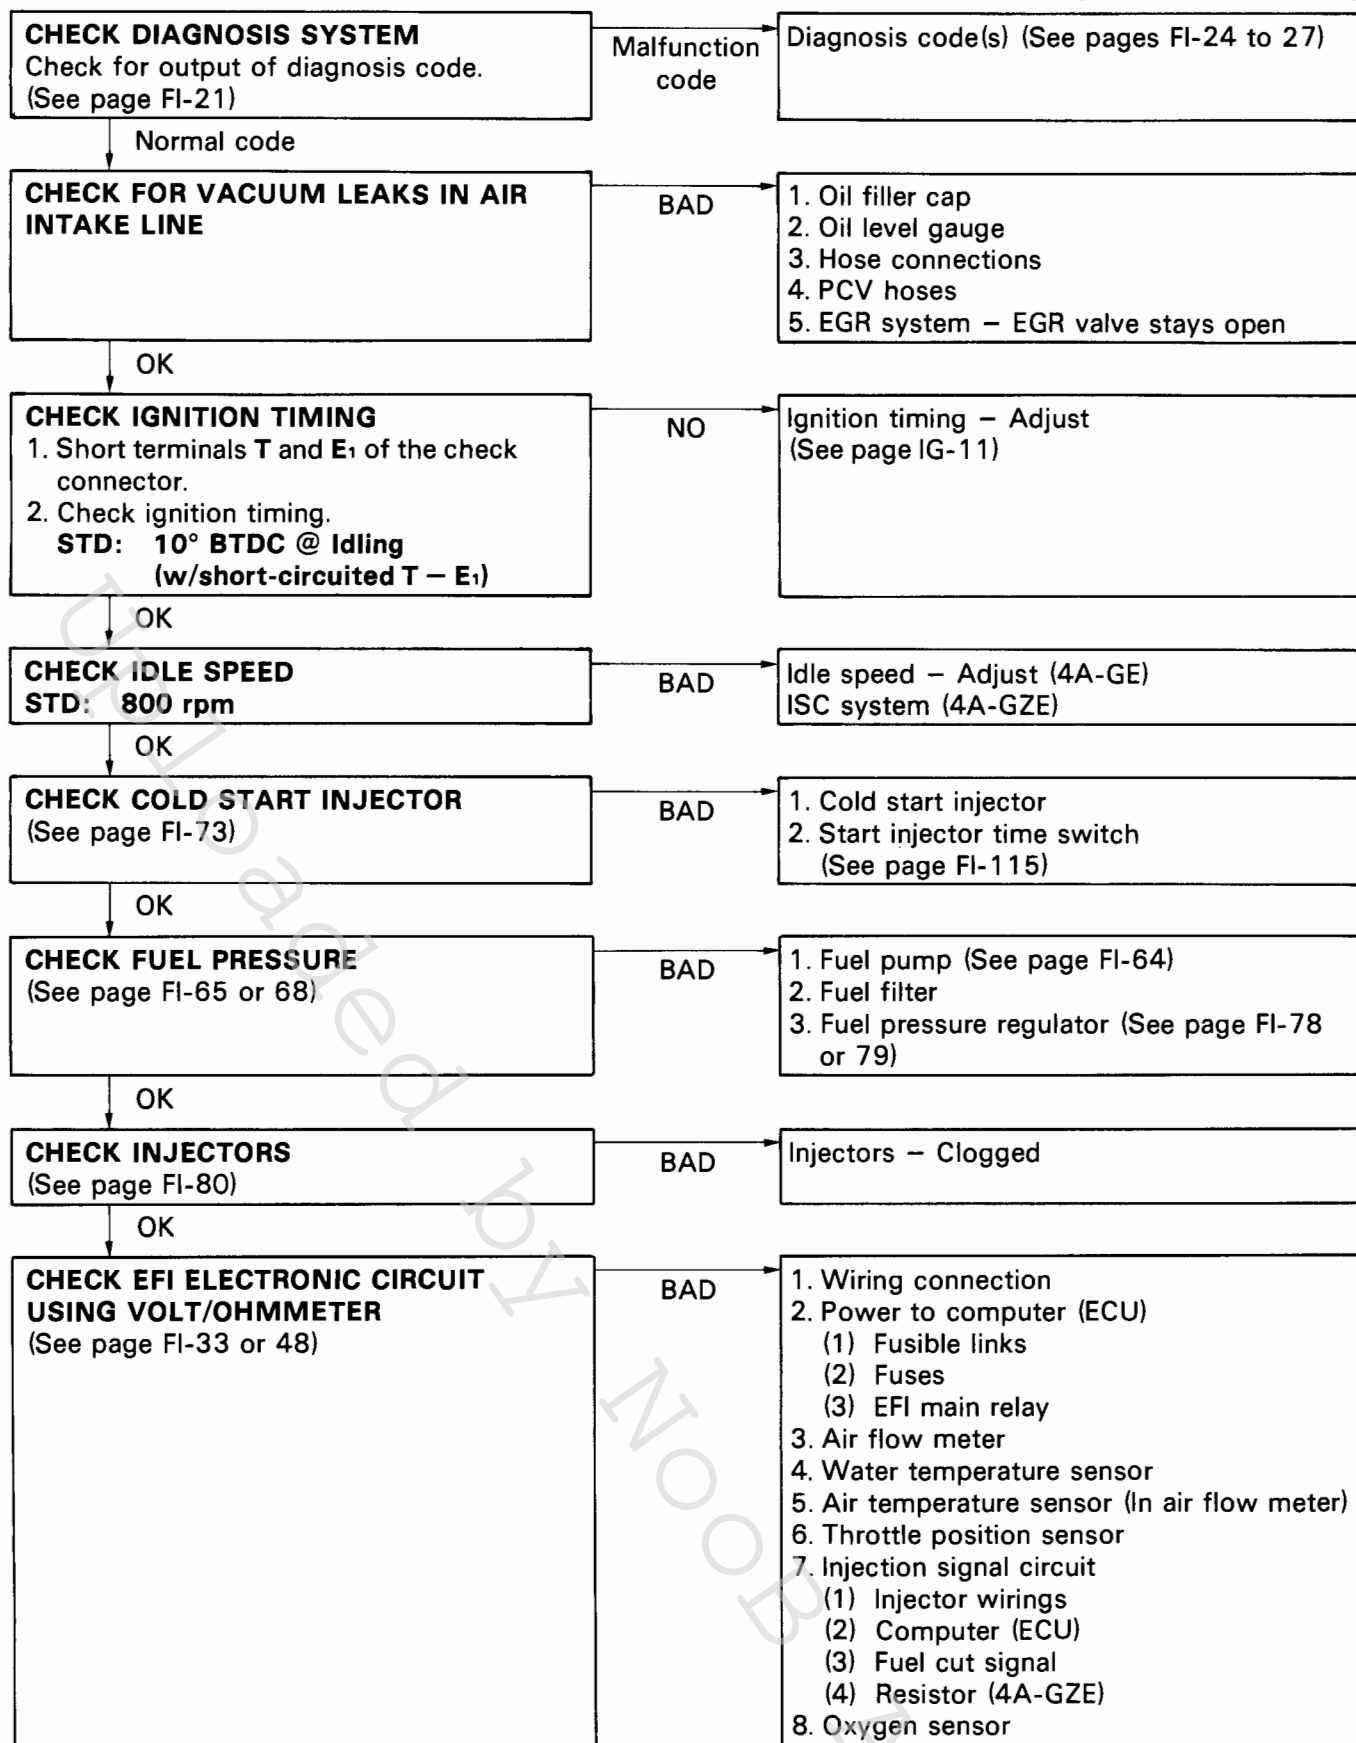 CHECK DIAGNOSIS SYSTEM
Check for output of diagnosis code.
(See page FI-21)
Malfunction
code
Diagnosis code(s) (See pages FI-24 to 27)
Normal code
CHECK FOR VACUUM LEAKS IN AIR
INTAKE LINE
BAD
1. Oil filler cap
2. Oil level gauge
3. Hose connections
4. PCV hoses
5. EGR system – EGR valve stays open
OK
CHECK IGNITION TIMING
1. Short terminals T and E1 of the check
connector.
2. Check ignition timing.
STD: 10° BTDC @ Idling
(w/short-circuited T – E1)
NO
Ignition timing – Adjust
(See page IG-11)
OK
CHECK IDLE SPEED
STD: 800 rpm
BAD
Idle speed – Adjust (4A-GE)
ISC system (4A-GZE)
OK
CHECK COLD START INJECTOR
(See page FI-73)
BAD
1. Cold start injector
2. Start injector time switch
(See page FI-115)
OK
CHECK FUEL PRESSURE
(See page FI-65 or 68)
BAD
1. Fuel pump (See page FI-64)
2. Fuel filter
3. Fuel pressure regulator (See page FI-78
or 79)
OK
CHECK INJECTORS
(See page FI-80)
BAD
Injectors – Clogged
OK
CHECK EFI ELECTRONIC CIRCUIT
USING VOLT/OHMMETER
(See page FI-33 or 48)
BAD
1. Wiring connection
2. Power to computer (ECU)
(1) Fusible links
(2) Fuses
(3) EFI main relay
3. Air flow meter
4. Water temperature sensor
5. Air temperature sensor (In air flow meter)
6. Throttle position sensor
7. Injection signal circuit
(1) Injector wirings
(2) Computer (ECU)
(3) Fuel cut signal
(4) Resistor (4A-GZE)
8. Oxygen sensor
Uploaded by NooB